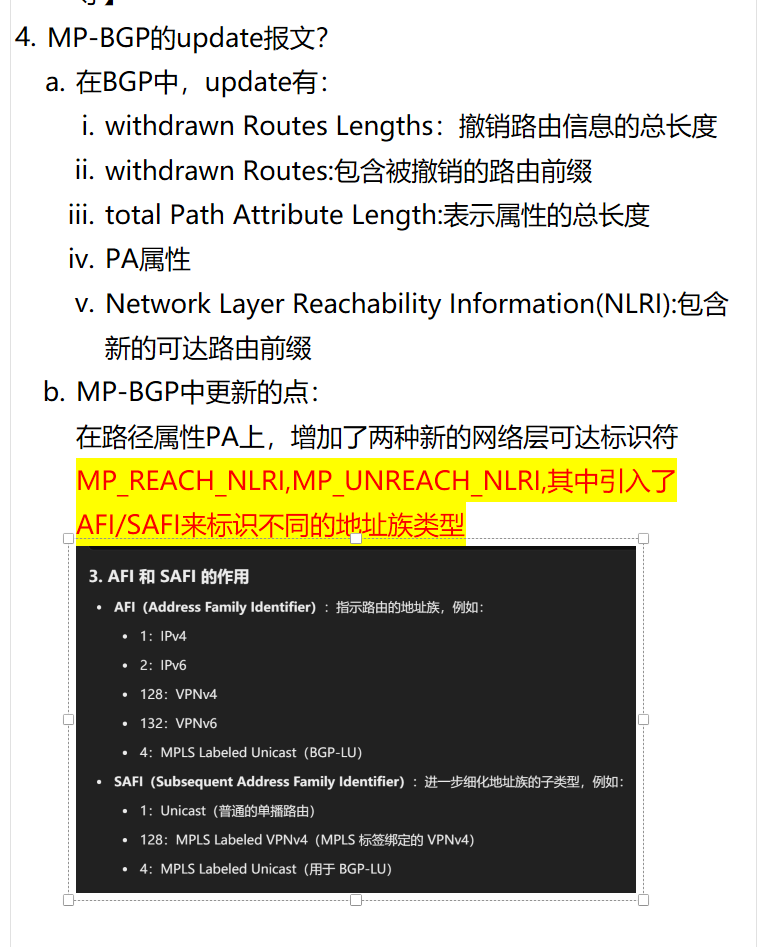 4. MP-BGP的update报文？
a. 在BGP中，update有：
i. withdrawn Routes Lengths：撤销路由信息的总长度
ii. withdrawn Routes:包含被撤销的路由前缀
iii. total Path Attribute Length:表示属性的总长度
iv. PA属性
v. Network Layer Reachability Information(NLRI):包含
新的可达路由前缀
b. MP-BGP中更新的点：
在路径属性PA上，增加了两种新的网络层可达标识符
MP_REACH_NLRI,MP_UNREACH_NLRI,其中引入了
AFI/SAFI来标识不同的地址族类型
3. AFI 和 SAFI 的作用
• AFI（Address Family Identifier）：指示路由的地址族，例如：
• 1：IPv4
• 2：IPv6
• 128：VPNv4
• 132：VPNv6
• 4：MPLS Labeled Unicast（BGP-LU）
• SAFI（Subsequent Address Family Identifier）：进一步细化地址族的子类型，例如：
• 1：Unicast（普通的单播路由）
• 128：MPLS Labeled VPNv4（MPLS 标签绑定的 VPNv4）
• 4：MPLS Labeled Unicast（用于 BGP-LU）